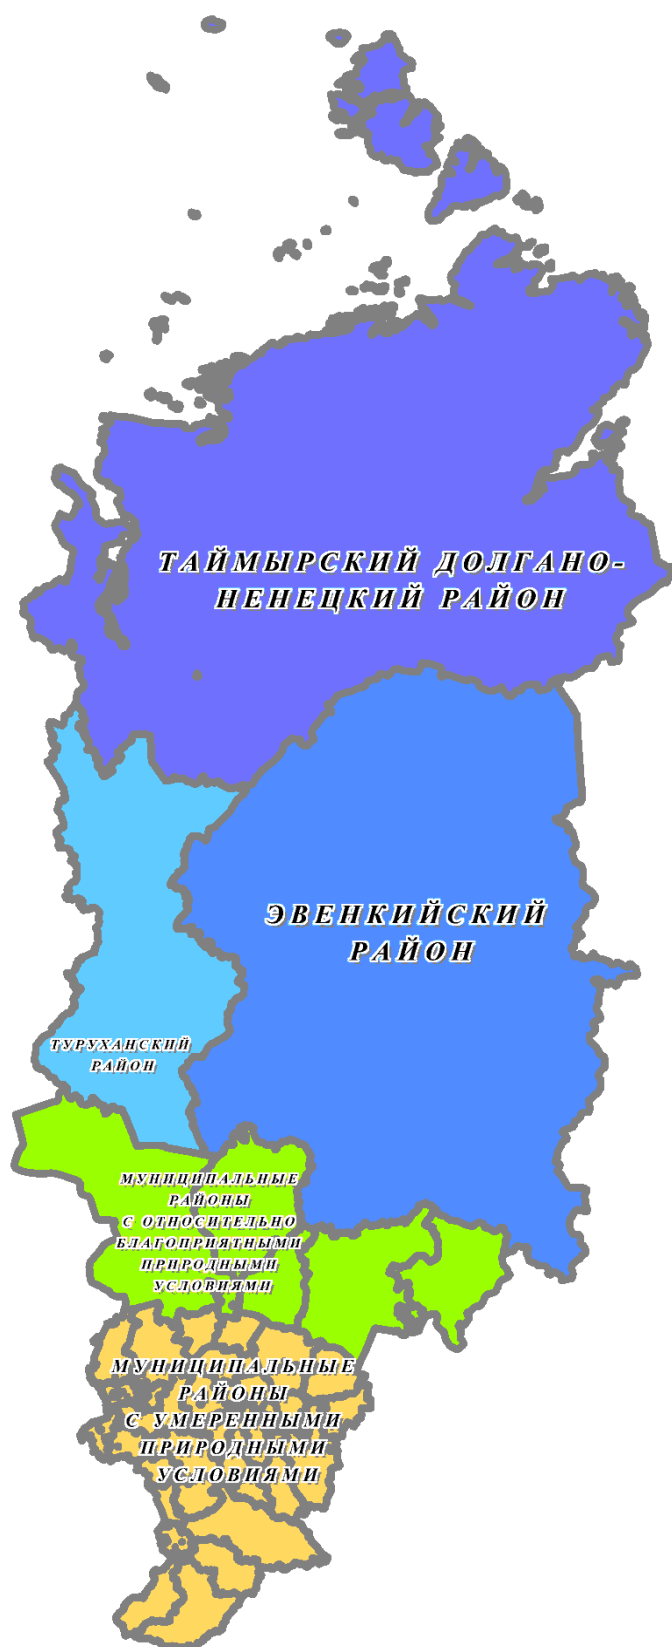 ТАЙМЫРСКИЙ ДОЛГАНО-
НЕНЕЦКИЙ РАЙОН
ЭВЕНКИЙСКИЙ
РАЙОН
ТУРУХАНСКИЙ
РАЙОН
МУНИЦИПАЛЬНЫЕ
РАЙОНЫ
С ОТНОСИТЕЛЬНО
БЛАГОПРИЯТНЫМИ
ПРИРОДНЫМИ
УСЛОВИЯМИ
МУНИЦИПАЛЬНЫЕ
РАЙОНЫ
С УМЕРЕННЫМИ
ПРИРОДНЫМИ
УСЛОВИЯМИ